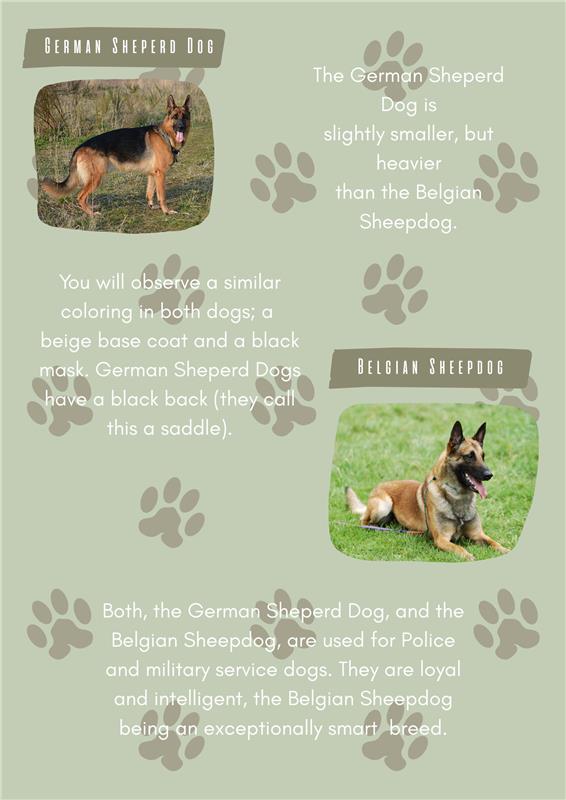 German Sheperd Dog
The German Sheperd
Dog is
slightly smaller, but
heavier
than the Belgian
Sheepdog.
You will observe a similar
coloring in both dogs; a
beige base coat and a black
mask. German Sheperd Dogs
have a black back (they call
this a saddle).
Belgian Sheepdog
Both, the German Sheperd Dog, and the
Belgian Sheepdog, are used for Police
and military service dogs. They are loyal
and intelligent, the Belgian Sheepdog
being an exceptionally smart breed.